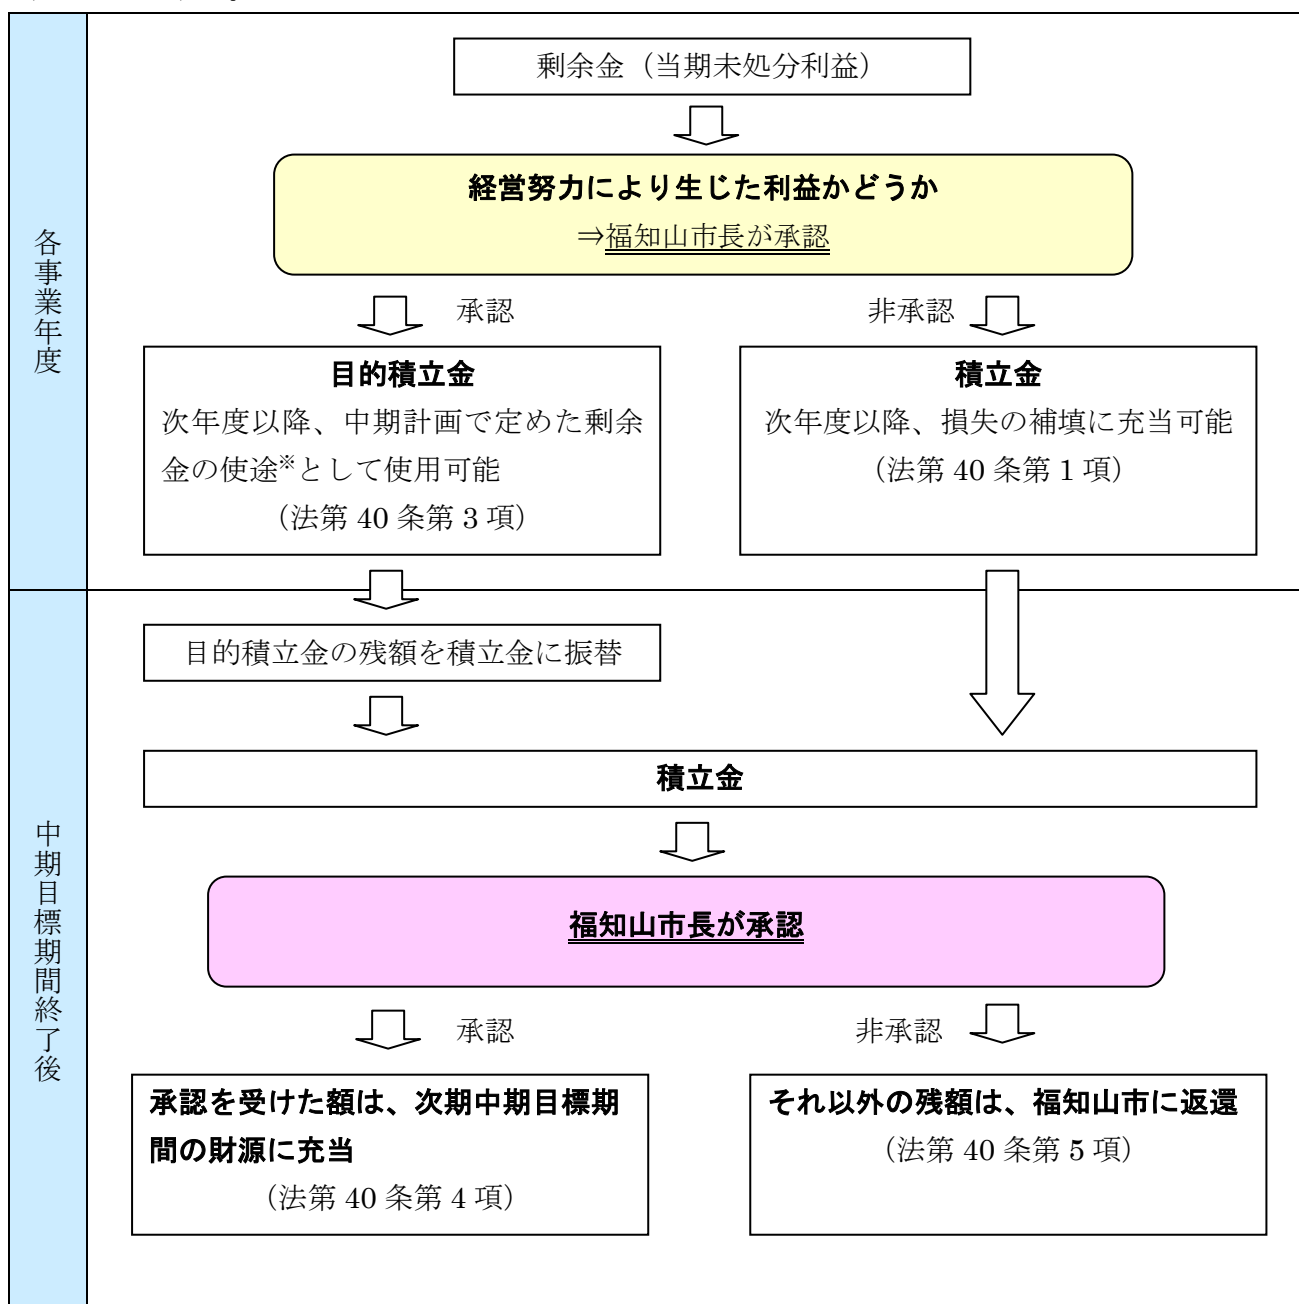 剰余金（当期未処分利益）
経営努力により生じた利益かどうか
⇒福知山市長が承認
各事業年度
承認
非承認
目的積立金
次年度以降、中期計画で定めた剰余
金の使途※として使用可能
（法第 40 条第 3 項）
積立金
次年度以降、損失の補填に充当可能
（法第 40 条第 1 項）
目的積立金の残額を積立金に振替
積立金
中期目標期間終了後
福知山市長が承認
承認
非承認
承認を受けた額は、次期中期目標期
間の財源に充当
（法第 40 条第 4 項）
それ以外の残額は、福知山市に返還
（法第 40 条第 5 項）